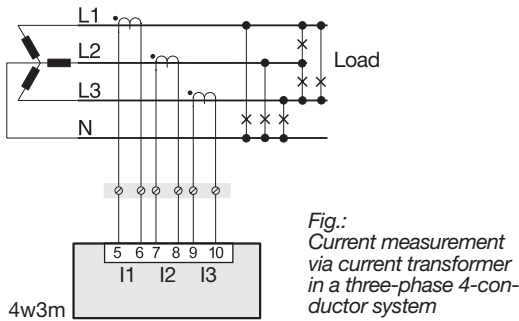 L1
L2
Load
L3
N
5 6 7 8 9 10
I1 I2 I3
4w3m
Fig.:
Current measurement
via current transformer
in a three-phase 4-con-
ductor system